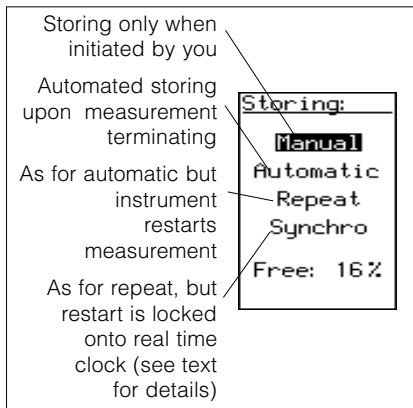 Storing only when
initiated by you
Automated storing
upon measurement
terminating
As for automatic but
instrument
restarts
measurement
As for repeat, but
restart is locked
onto real time
clock (see text
for details)
Storing:
Manual
Automatic
Repeat
Synchro
Free: 16%